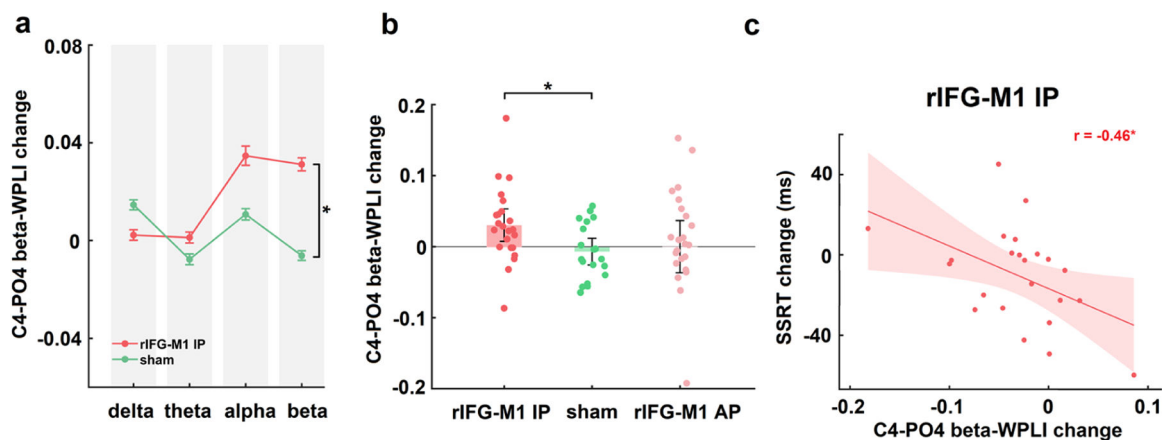 a
C4-PO4 beta-WPLI change
0.08
0.04
0
-0.04
*
rIFG-M1 IP
sham
delta theta alpha beta
b
C4-PO4 beta-WPLI change
0.2
0.1
0
-0.1
-0.2
*
rIFG-M1 IP sham rIFG-M1 AP
c
rIFG-M1 IP
r = -0.46*
SSRT change (ms)
40
0
-40
-0.2 -0.1 0 0.1
C4-PO4 beta-WPLI change